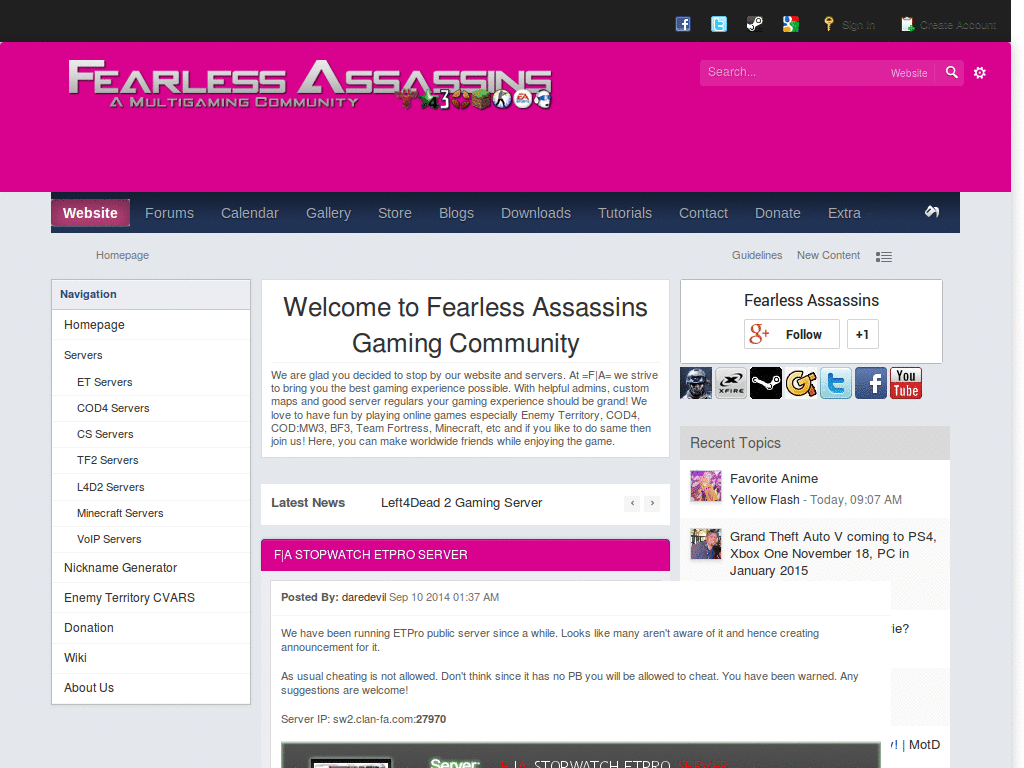 Sign In
Create Account
Fearless Assassins
A Multigaming Community
Search...
Website
Website
Forums
Calendar
Gallery
Store
Blogs
Downloads
Tutorials
Contact
Donate
Extra
Homepage
Guidelines
New Content
Navigation
Homepage
Servers
ET Servers
COD4 Servers
CS Servers
TF2 Servers
L4D2 Servers
Minecraft Servers
VoIP Servers
Nickname Generator
Enemy Territory CVARS
Donation
Wiki
About Us
Welcome to Fearless Assassins
Gaming Community
We are glad you decided to stop by our website and servers. At =F|A= we strive
to bring you the best gaming experience possible. With helpful admins, custom
maps and good server regulars your gaming experience should be grand! We
love to have fun by playing online games especially Enemy Territory, COD4,
COD:MW3, BF3, Team Fortress, Minecraft, etc and if you like to do same then
join us! Here, you can make worldwide friends while enjoying the game.
Latest News
Left4Dead 2 Gaming Server
F|A STOPWATCH ETPRO SERVER
Posted By: daredevil Sep 10 2014 01:37 AM
We have been running ETPro public server since a while. Looks like many aren't aware of it and hence creating
announcement for it.
As usual cheating is not allowed. Don't think since it has no PB you will be allowed to cheat. You have been warned. Any
suggestions are welcome!
Server IP: sw2.clan-fa.com:27970
Server: F|A STOPWATCH ETPRO SERVER
Fearless Assassins
g+ Follow
+1
XFIRE
You
Tube
Recent Topics
Favorite Anime
Yellow Flash - Today, 09:07 AM
Grand Theft Auto V coming to PS4,
Xbox One November 18, PC in
January 2015
ie?
! | MotD